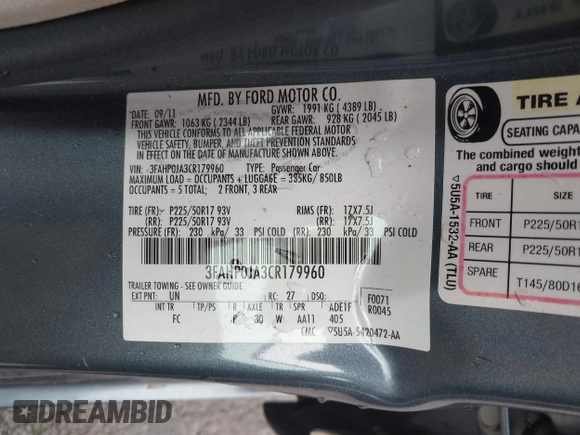 MFD. BY FORD MOTOR CO.
DATE: 09/11 GVWR: 1991 KG ( 4389 LB)
FRONT GAWR: 1063 KG ( 2344 LB) REAR GAWR: 928 KG ( 2045 LB)
THIS VEHICLE CONFORMS TO ALL APPLICABLE FEDERAL MOTOR
VEHICLE SAFETY, BUMPER, AND THEFT PREVENTION
STANDARDS IN EFFECT ON THE DATE OF MANUFACTURE
SHOWN ABOVE.
VIN: 3FAHP0JA3CR179960 TYPE: Passenger Car
MAXIMUM LOAD = OCCUPANTS + LUGGAGE = 385KG/ 850LB
OCCUPANTS = 5 TOTAL: 2 FRONT, 3 REAR
TIRE (FR): P225/50R17 93V RIMS (FR): 17X7.5J
(RR): P225/50R17 93V (RR): 17X7.5J
PRESSURE (FR): 230 kPa/ 33 PSI COLD (RR): 230 kPa/ 33 PSI COLD
3FAHP0JA3CR179960
TRAILER TOWING - SEE OWNER GUIDE
EXT PNT: UN RC: 27 DSO: F0071
R0045
INT TR TP/PS R AXLE TR SPR ADE1F
FC F 30 W AA11 405
CMC 5U5A-5420472-AA
TIRE A
SEATING CAPA
The combined weight
and cargo should
5U5A-1532-AA (TLU)
TIRE S
FRONT P225/50R1
REAR P225/50R1
SPARE T145/80D16
AUTOBIDMASTER
DREAMBID